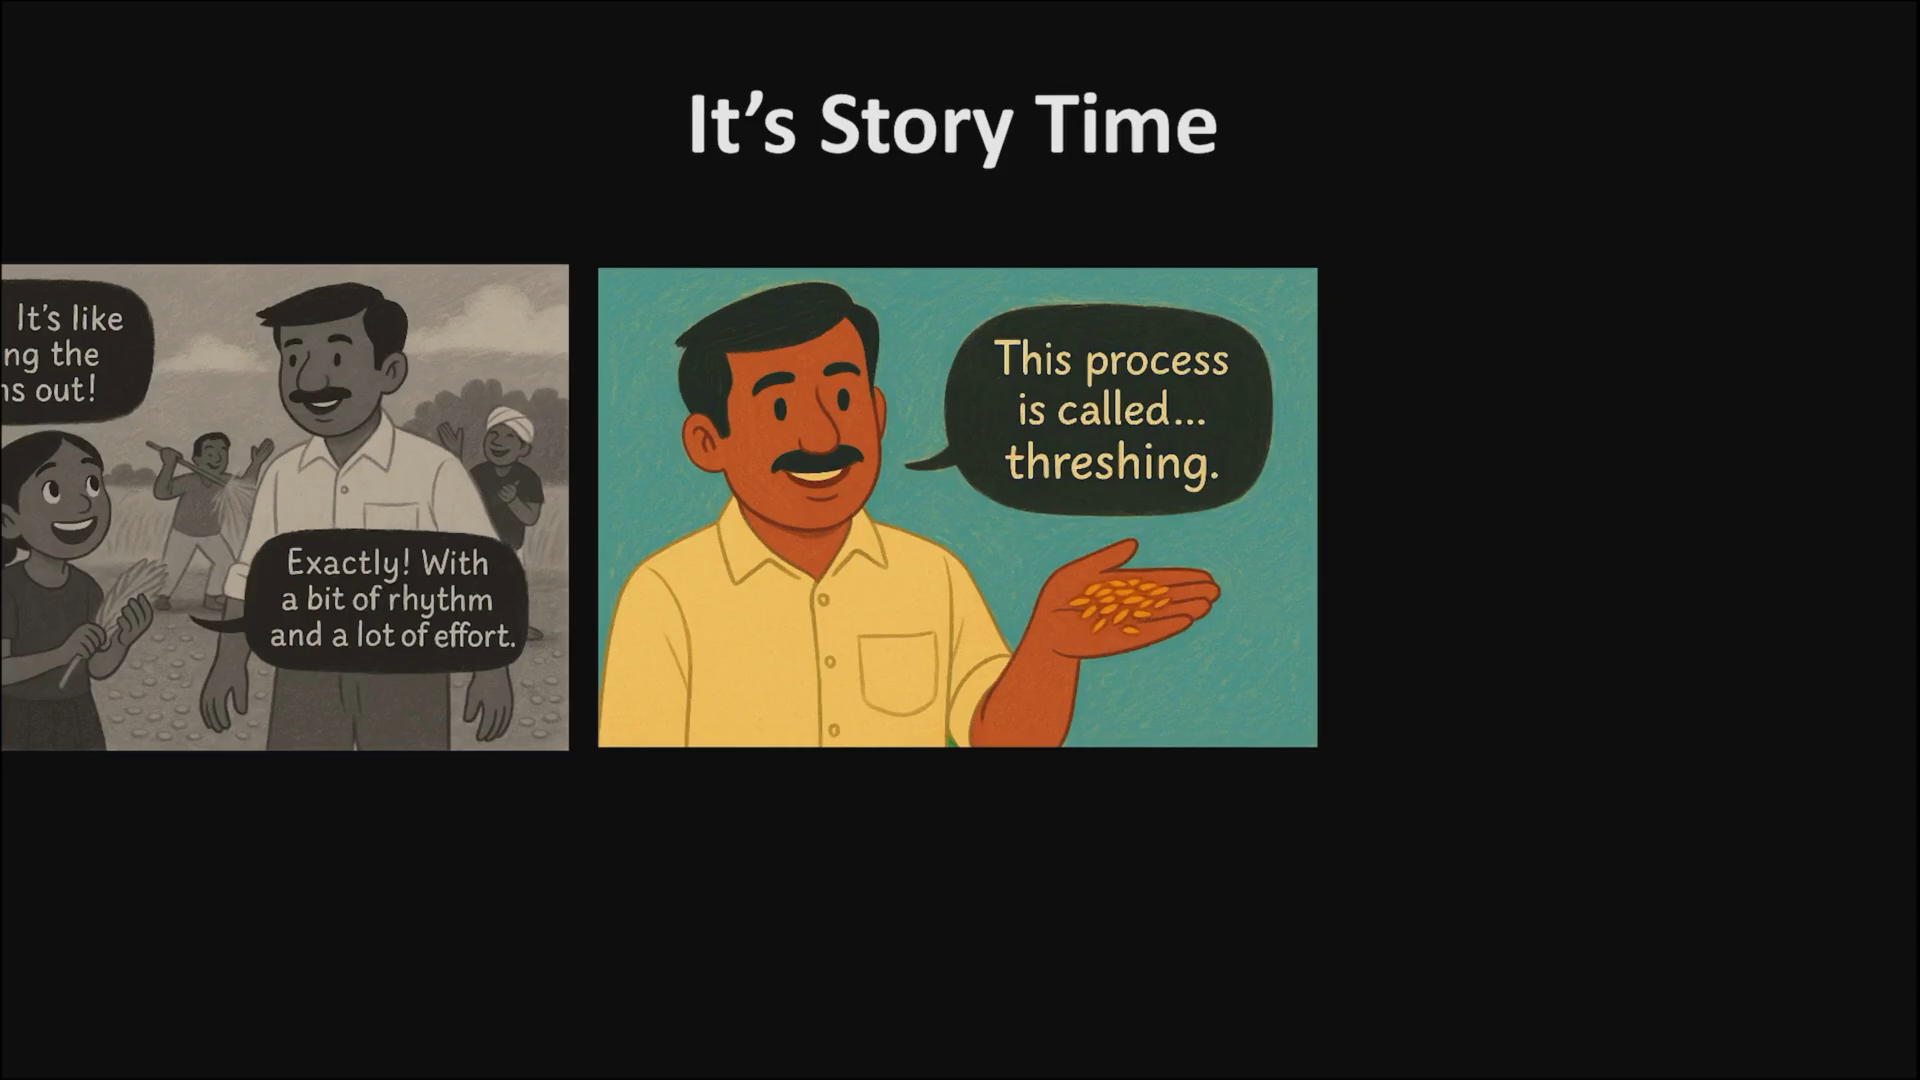 It’s Story Time
It’s like
ng the
ns out!
Exactly! With
a bit of rhythm
and a lot of effort.
This process
is called...
threshing.